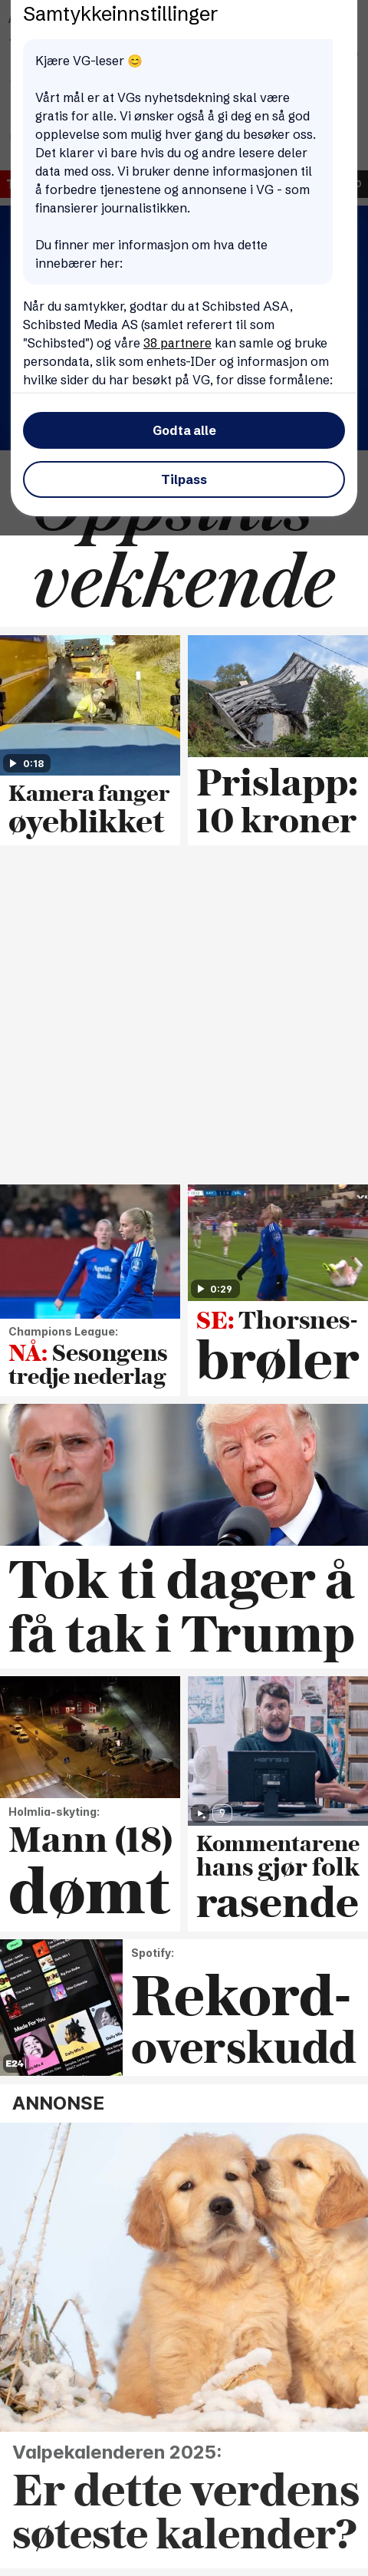 Samtykkeinnstillinger
Kjære VG-leser 😊
Vårt mål er at VGs nyhetsdekning skal være
gratis for alle. Vi ønsker også å gi deg en så god
opplevelse som mulig hver gang du besøker oss.
Det klarer vi bare hvis du og andre lesere deler
data med oss. Vi bruker denne informasjonen til
å forbedre tjenestene og annonsene i VG - som
finansierer journalistikken.
Du finner mer informasjon om hva dette
innebærer her:
Når du samtykker, godtar du at Schibsted ASA,
Schibsted Media AS (samlet referert til som
"Schibsted") og våre 38 partnere kan samle og bruke
persondata, slik som enhets-IDer og informasjon om
hvilke sider du har besøkt på VG, for disse formålene:
Godta alle
Tilpass
Oppsikts
vekkende
0:18
Kamera fanger
øyeblikket
Prislapp:
10 kroner
Champions League:
NÅ: Sesongens
tredje nederlag
0:29
SE: Thorsnes-
brøler
Tok ti dager å
få tak i Trump
Holmlia-skyting:
Mann (18)
dømt
Kommentarene
hans gjør folk
rasende
Made For You
E24
Spotify:
Rekord-
overskudd
ANNONSE
Valpekalenderen 2025:
Er dette verdens
søteste kalender?